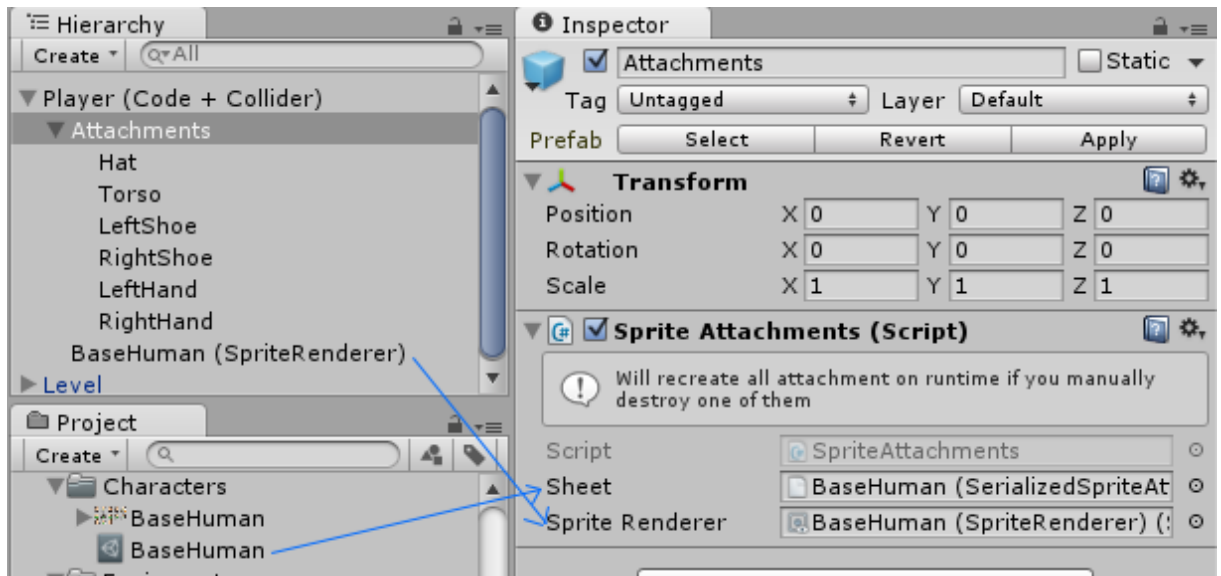 Hierarchy
Create
All
Player (Code + Collider)
Attachments
Hat
Torso
LeftShoe
RightShoe
LeftHand
RightHand
BaseHuman (SpriteRenderer)
Level
Project
Create
Characters
BaseHuman
BaseHuman
Inspector
Attachments Static
Tag Untagged Layer Default
Prefab Select Revert Apply
Transform
Position X 0 Y 0 Z 0
Rotation X 0 Y 0 Z 0
Scale X 1 Y 1 Z 1
Sprite Attachments (Script)
Will recreate all attachment on runtime if you manually
destroy one of them
Script SpriteAttachments
Sheet BaseHuman (SerializedSpriteAt
Sprite Renderer BaseHuman (SpriteRenderer) (